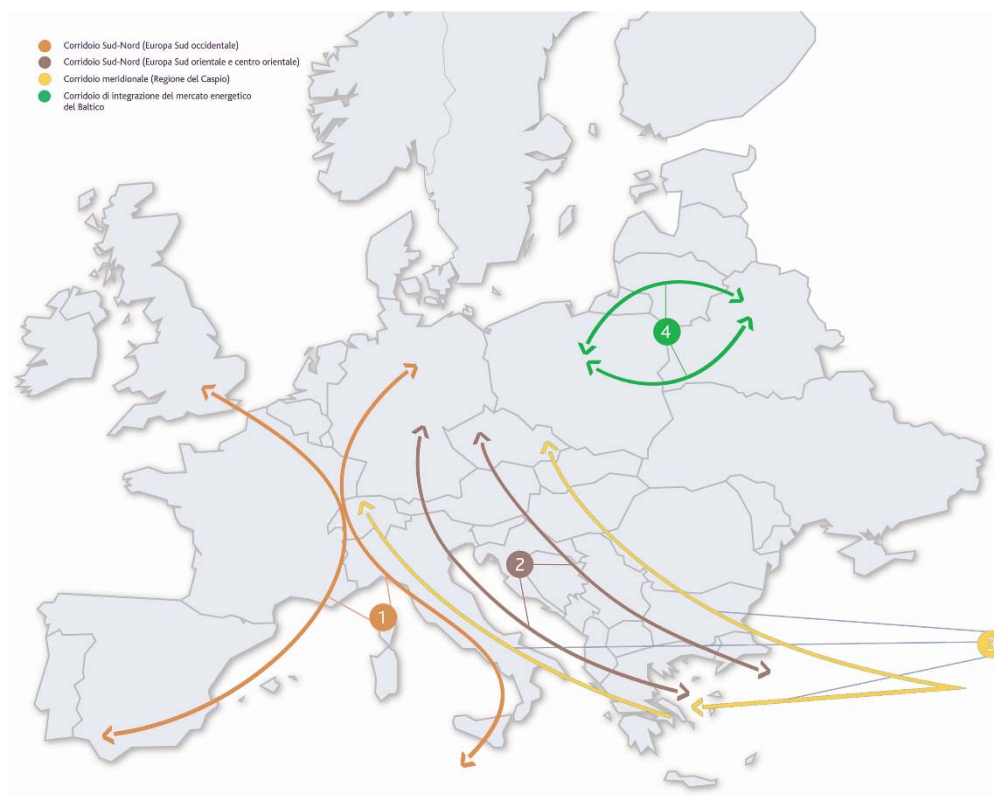 Corridoio Sud-Nord (Europa Sud occidentale)
Corridoio Sud-Nord (Europa Sud orientale e centro orientale)
Corridoio meridionale (Regione del Caspio)
Corridoio di integrazione del mercato energetico
del Baltico
4
2
1
3